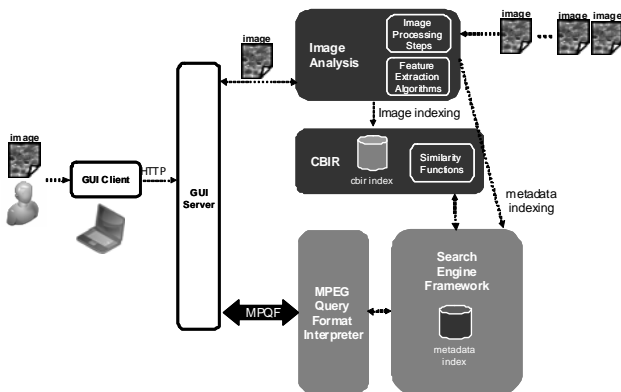 image
image
image
image
image
Image
Processing
Steps
Image
Analysis
Feature
Extraction
Algorithms
Image indexing
image
HTTP
GUI Client
GUI
Server
CBIR
cbir index
Similarity
Functions
metadata
indexing
MPQF
MPEG
Query
Format
Interpreter
Search
Engine
Framework
metadata
index